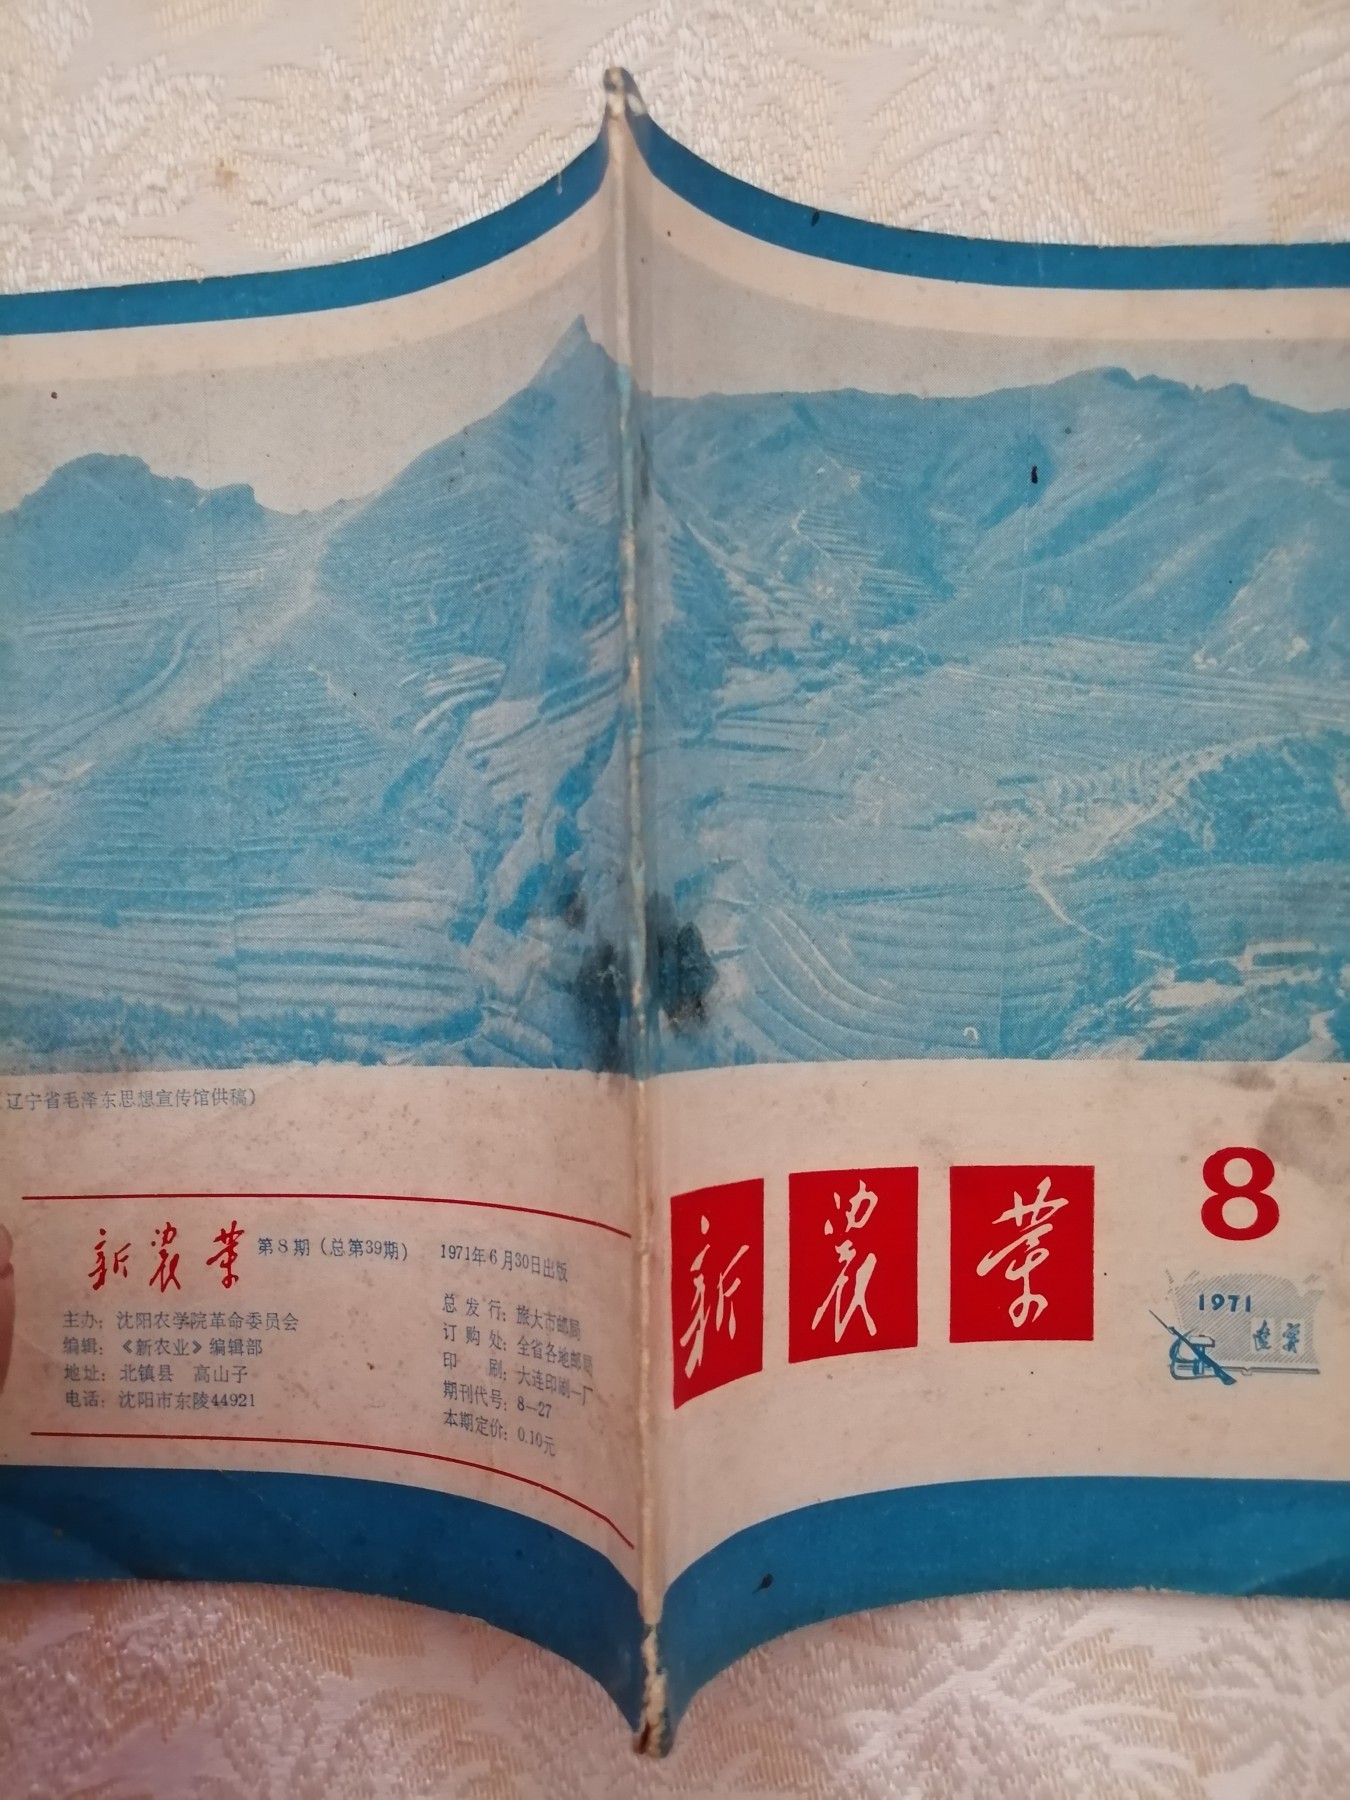 （辽宁省毛泽东思想宣传馆供稿）
新农业 第8期（总第39期） 1971年6月30日出版
主办：沈阳农学院革命委员会
编辑：《新农业》编辑部
地址：北镇县 高山子
电话：沈阳市东陵44921
总发行：旅大市邮局
订购处：全省各地邮局
印刷：大连印刷一厂
期刊代号：8—27
本期定价：0.10元
新农业
8
1971
辽宁